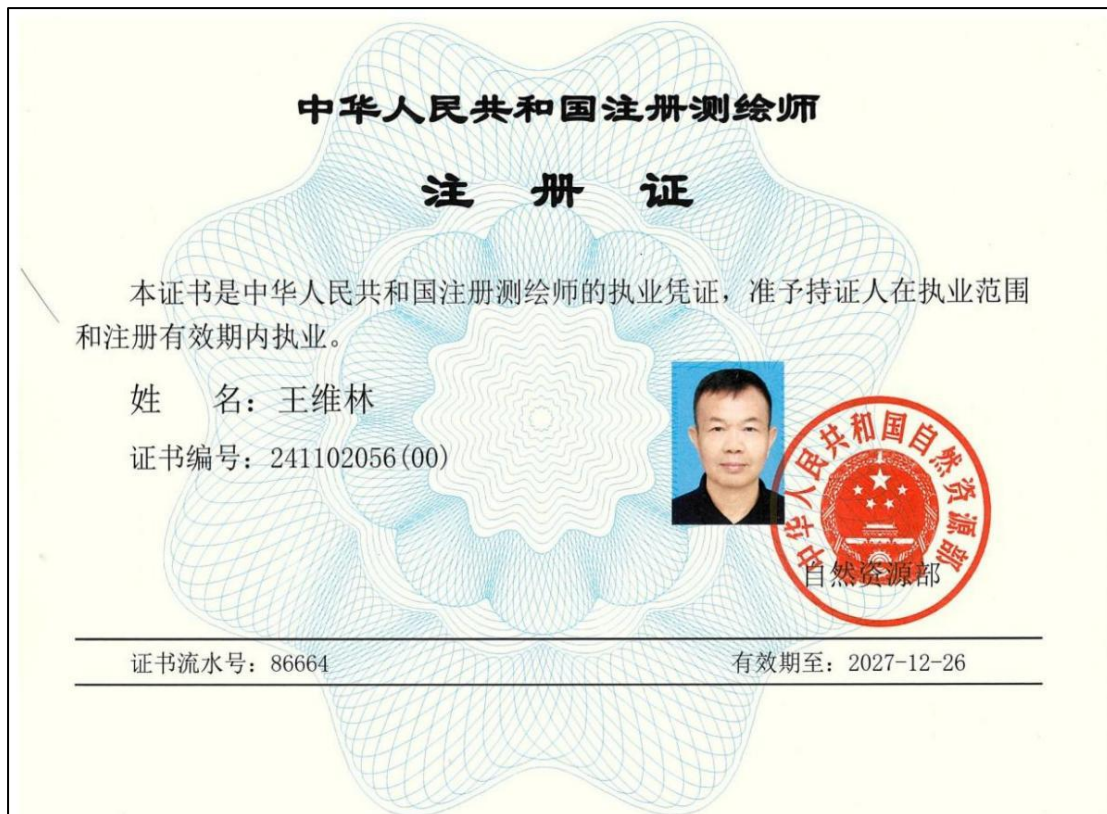 中华人民共和国注册测绘师
注 册 证
本证书是中华人民共和国注册测绘师的执业凭证，准予持证人在执业范围
和注册有效期内执业。
姓 名：王维林
证书编号：241102056(00)
中华人民共和国自然资源部
自然资源部
证书流水号：86664
有效期至：2027-12-26